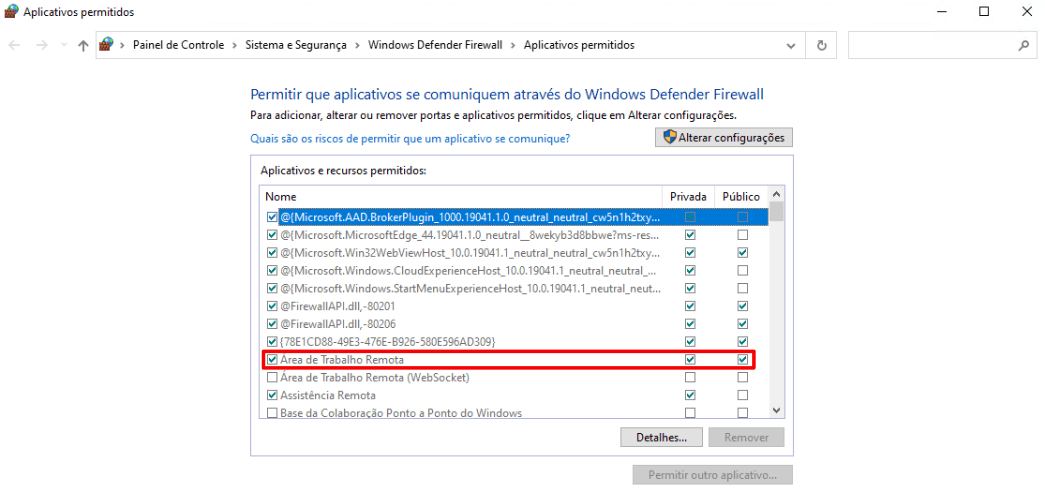 Aplicativos permitidos
Painel de Controle > Sistema e Segurança > Windows Defender Firewall > Aplicativos permitidos
Permitir que aplicativos se comuniquem através do Windows Defender Firewall
Para adicionar, alterar ou remover portas e aplicativos permitidos, clique em Alterar configurações.
Quais são os riscos de permitir que um aplicativo se comunique?
Alterar configurações
Aplicativos e recursos permitidos:
Nome Privada Público
@{Microsoft.AAD.BrokerPlugin_1000.19041.1.0_neutral_neutral_cw5n1h2txy...
@{Microsoft.MicrosoftEdge_44.19041.1.0_neutral__8wekyb3d8bbwe?ms-res...
@{Microsoft.Win32WebViewHost_10.0.19041.1_neutral_neutral_cw5n1h2txy...
@{Microsoft.Windows.CloudExperienceHost_10.0.19041.1_neutral_neutral_...
@{Microsoft.Windows.StartMenuExperienceHost_10.0.19041.1_neutral_neut...
@FirewallAPI.dll,-80201
@FirewallAPI.dll,-80206
{78E1CD88-49E3-476E-B926-580E596AD309}
Área de Trabalho Remota
Área de Trabalho Remota (WebSocket)
Assistência Remota
Base da Colaboração Ponto a Ponto do Windows
Detalhes... Remover
Permitir outro aplicativo...